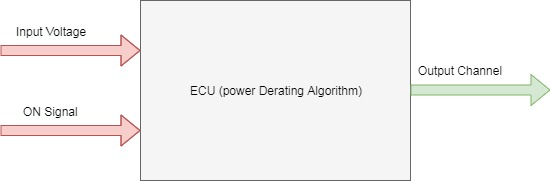 Input Voltage
ON Signal
ECU (power Derating Algorithm)
Output Channel